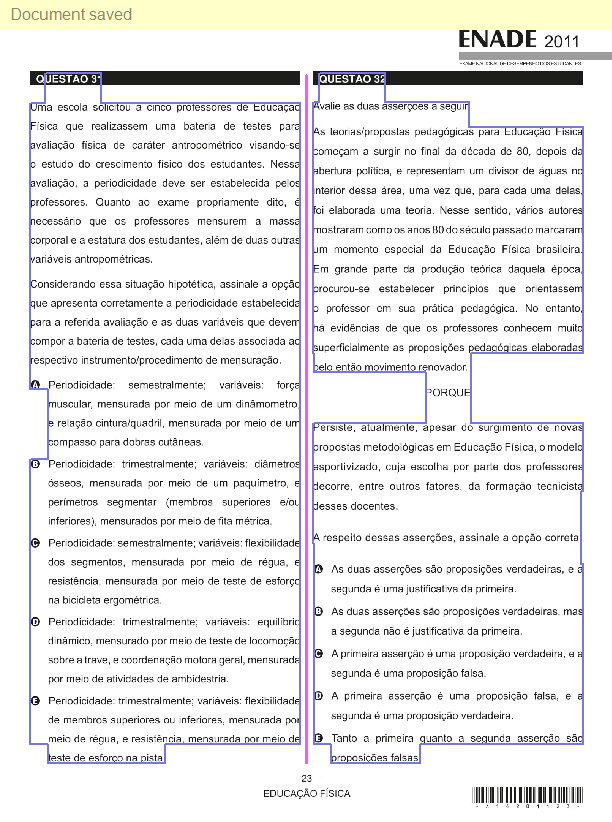 Document saved
ENADE 2011
EXAME NACIONAL DE DESEMPENHO DOS ESTUDANTES
QUESTÃO 31
Uma escola solicitou a cinco professores de Educação
Física que realizassem uma bateria de testes para
avaliação física de caráter antropométrico visando-se
o estudo do crescimento físico dos estudantes. Nessa
avaliação, a periodicidade deve ser estabelecida pelos
professores. Quanto ao exame propriamente dito, é
necessário que os professores mensurem a massa
corporal e a estatura dos estudantes, além de duas outras
variáveis antropométricas.
Considerando essa situação hipotética, assinale a opção
que apresenta corretamente a periodicidade estabelecida
para a referida avaliação e as duas variáveis que devem
compor a bateria de testes, cada uma delas associada ao
respectivo instrumento/procedimento de mensuração.
A Periodicidade: semestralmente; variáveis: força
muscular, mensurada por meio de um dinâmometro,
e relação cintura/quadril, mensurada por meio de um
compasso para dobras cutâneas.
B Periodicidade: trimestralmente; variáveis: diâmetros
ósseos, mensurada por meio de um paquímetro, e
perímetros segmentar (membros superiores e/ou
inferiores), mensurados por meio de fita métrica.
C Periodicidade: semestralmente; variáveis: flexibilidade
dos segmentos, mensurada por meio de régua, e
resistência, mensurada por meio de teste de esforço
na bicicleta ergométrica.
D Periodicidade: trimestralmente; variáveis: equilíbrio
dinâmico, mensurado por meio de teste de locomoção
sobre a trave, e coordenação motora geral, mensurada
por meio de atividades de ambidestria.
E Periodicidade: trimestralmente; variáveis: flexibilidade
de membros superiores ou inferiores, mensurada por
meio de régua, e resistência, mensurada por meio de
teste de esforço na pista.
QUESTÃO 32
Avalie as duas asserções a seguir.
As teorias/propostas pedagógicas para Educação Física
começam a surgir no final da década de 80, depois da
abertura política, e representam um divisor de águas no
interior dessa área, uma vez que, para cada uma delas,
foi elaborada uma teoria. Nesse sentido, vários autores
mostraram como os anos 80 do século passado marcaram
um momento especial da Educação Física brasileira.
Em grande parte da produção teórica daquela época,
procurou-se estabelecer princípios que orientassem
o professor em sua prática pedagógica. No entanto,
há evidências de que os professores conhecem muito
superficialmente as proposições pedagógicas elaboradas
pelo então movimento renovador.
PORQUE
Persiste, atualmente, apesar do surgimento de novas
propostas metodológicas em Educação Física, o modelo
esportivizado, cuja escolha por parte dos professores
decorre, entre outros fatores, da formação tecnicista
desses docentes.
A respeito dessas asserções, assinale a opção correta.
A As duas asserções são proposições verdadeiras, e a
segunda é uma justificativa da primeira.
B As duas asserções são proposições verdadeiras, mas
a segunda não é justificativa da primeira.
C A primeira asserção é uma proposição verdadeira, e a
segunda é uma proposição falsa.
D A primeira asserção é uma proposição falsa, e a
segunda é uma proposição verdadeira.
E Tanto a primeira quanto a segunda asserção são
proposições falsas.
23
EDUCAÇÃO FÍSICA